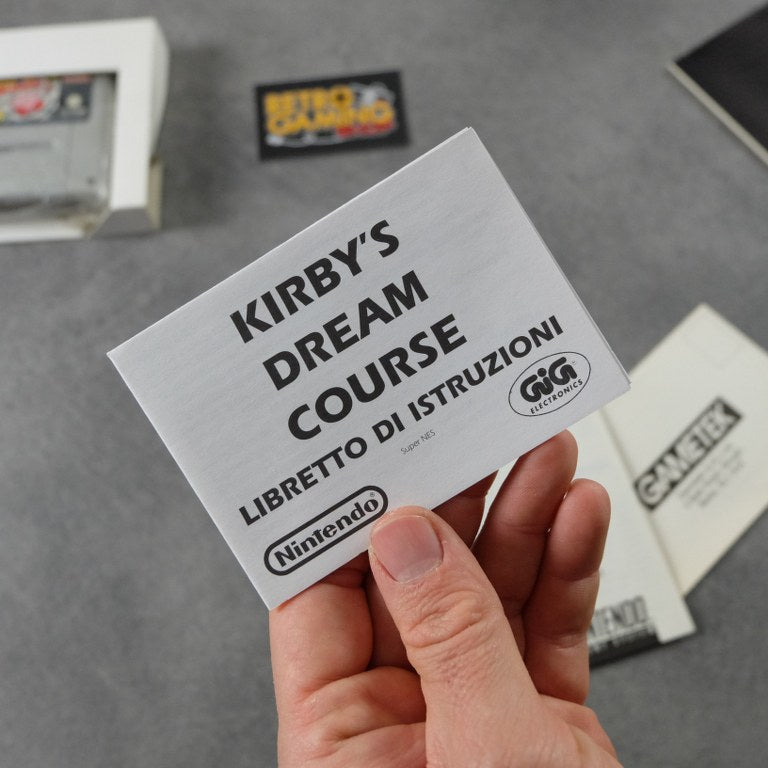 RETRO
GAMING
KIRBY'S
DREAM
COURSE
LIBRETTO DI ISTRUZIONI
Super NES
GiG
ELECTRONICS
Nintendo®
GAMETEK